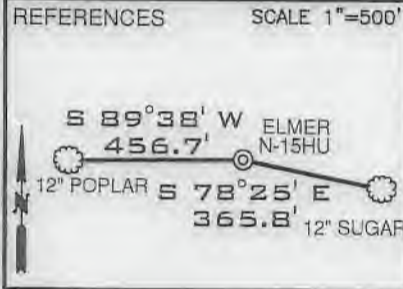 REFERENCES SCALE 1"=500'
S 89°38' W
456.7'
ELMER
N-15HU
12" POPLAR
S 78°25' E
365.8'
12" SUGAR
N